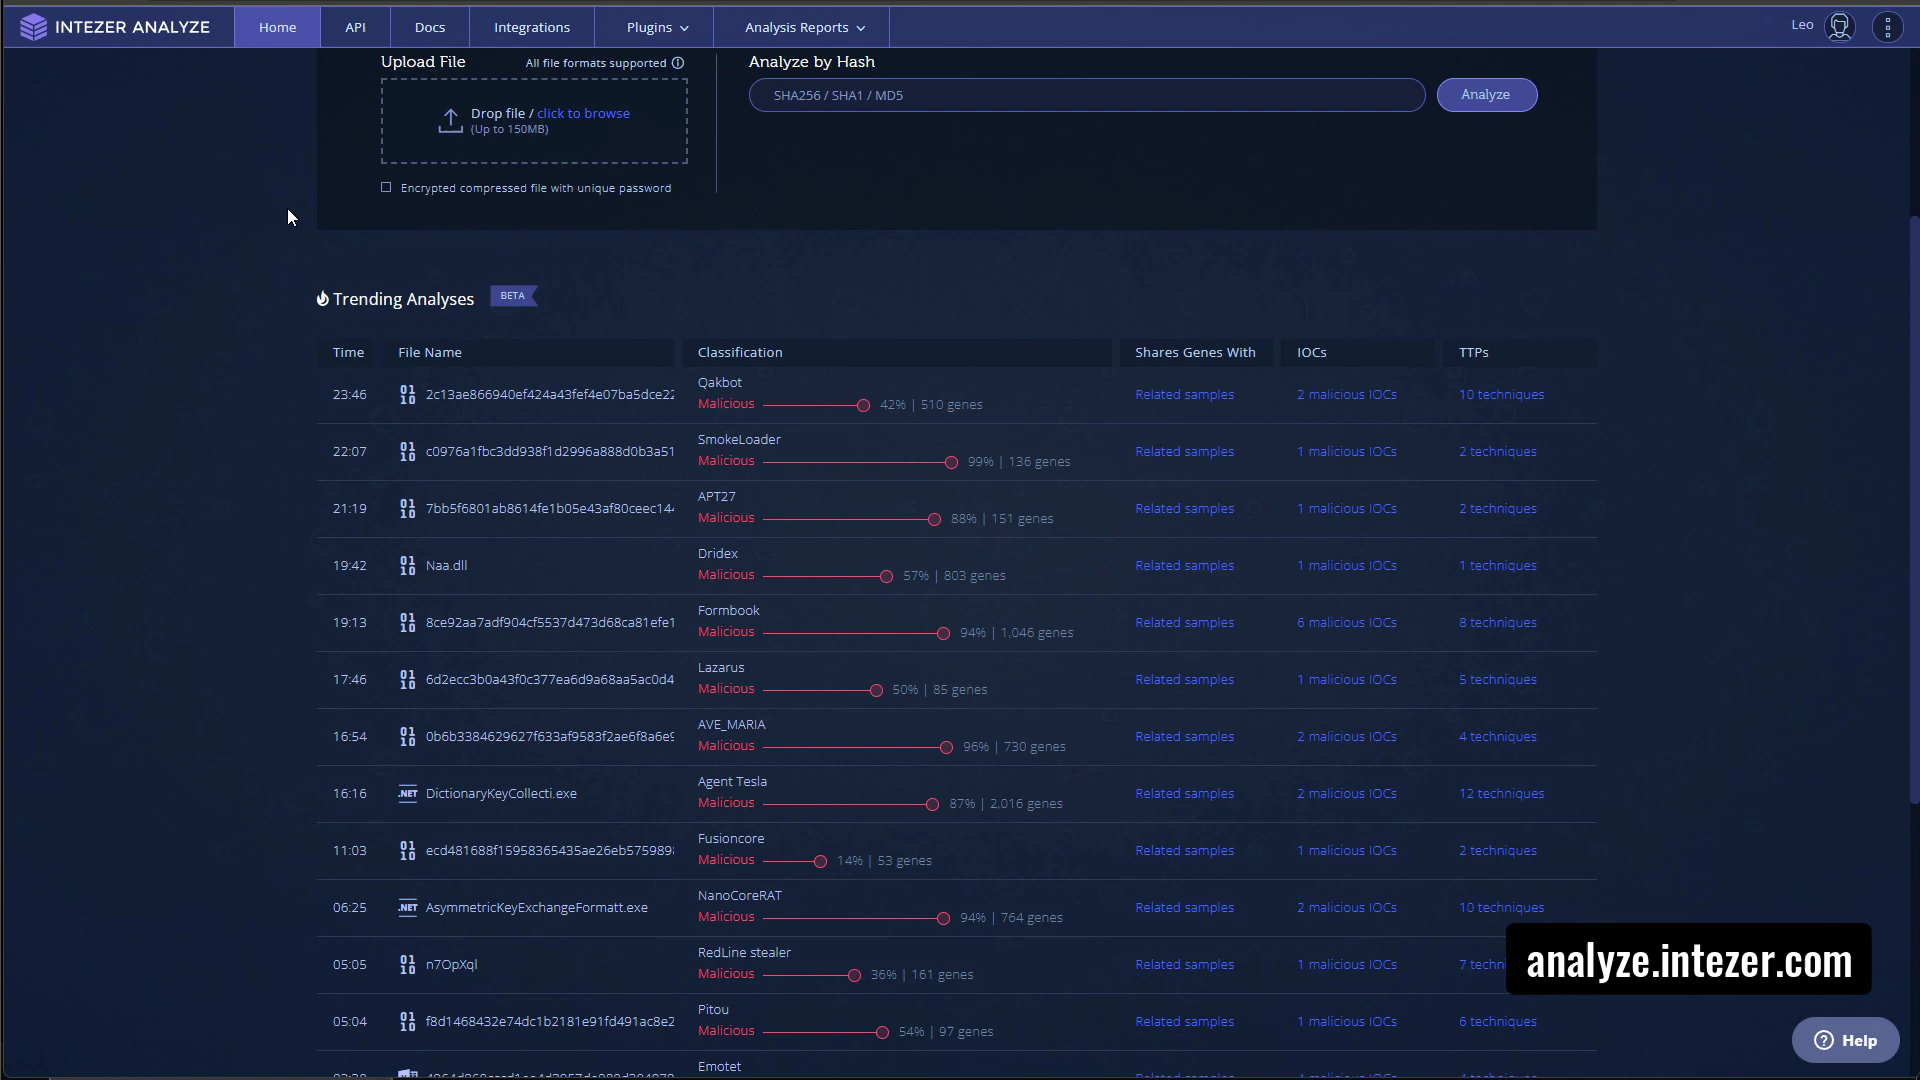 INTEZER ANALYZE
Home
API
Docs
Integrations
Plugins
Analysis Reports
Leo
Upload File
All file formats supported
Drop file / click to browse
(Up to 150MB)
Encrypted compressed file with unique password
Analyze by Hash
SHA256 / SHA1 / MD5
Analyze
Trending Analyses
BETA
Time File Name Classification Shares Genes With IOCs TTPs
23:46 2c13ae866940ef424a43fef4e07ba5dce22 Qakbot
Malicious 42% | 510 genes Related samples 2 malicious IOCs 10 techniques
22:07 c0976a1fbc3dd938f1d2996a888d0b3a51 SmokeLoader
Malicious 99% | 136 genes Related samples 1 malicious IOCs 2 techniques
21:19 7bb5f6801ab8614fe1b05e43af80ceec144 APT27
Malicious 88% | 151 genes Related samples 1 malicious IOCs 2 techniques
19:42 Naa.dll Dridex
Malicious 57% | 803 genes Related samples 1 malicious IOCs 1 techniques
19:13 8ce92aa7adf904cf5537d473d68ca81efe1 Formbook
Malicious 94% | 1,046 genes Related samples 6 malicious IOCs 8 techniques
17:46 6d2ecc3b0a43f0c377ea6d9a68aa5ac0d4 Lazarus
Malicious 50% | 85 genes Related samples 1 malicious IOCs 5 techniques
16:54 0b6b3384629627f633af9583f2ae6f8a6e9 AVE_MARIA
Malicious 96% | 730 genes Related samples 2 malicious IOCs 4 techniques
16:16 .NET DictionaryKeyCollecti.exe Agent Tesla
Malicious 87% | 2,016 genes Related samples 2 malicious IOCs 12 techniques
11:03 ecd481688f15958365435ae26eb575989 Fusioncore
Malicious 14% | 53 genes Related samples 1 malicious IOCs 2 techniques
06:25 .NET AsymmetricKeyExchangeFormatt.exe NanoCoreRAT
Malicious 94% | 764 genes Related samples 2 malicious IOCs 10 techniques
05:05 n7OpXql RedLine stealer
Malicious 36% | 161 genes Related samples 1 malicious IOCs 7 techni
05:04 f8d1468432e74dc1b2181e91fd491ac8e2 Pitou
Malicious 54% | 97 genes Related samples 1 malicious IOCs 6 techniques
Emotet
analyze.intezer.com
Help